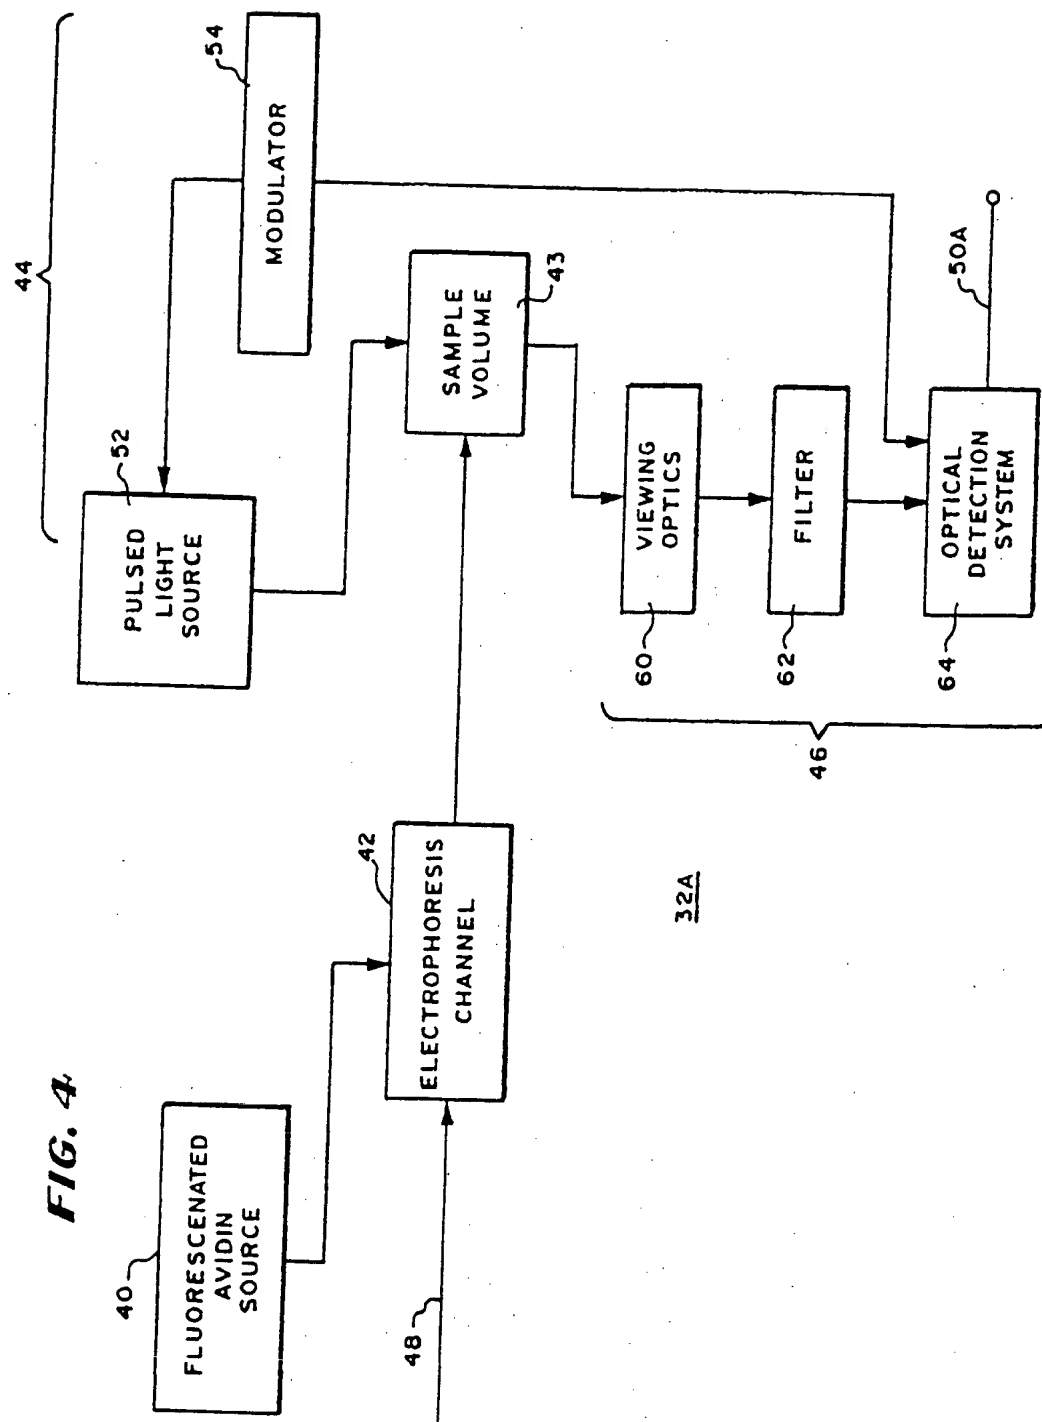 FIG. 4
44
40
FLUORESCENATED
AVIDIN
SOURCE
52
PULSED
LIGHT
SOURCE
54
MODULATOR
48
42
ELECTROPHORESIS
CHANNEL
SAMPLE
VOLUME
43
60
VIEWING
OPTICS
62
FILTER
64
OPTICAL
DETECTION
SYSTEM
50A
46
32A